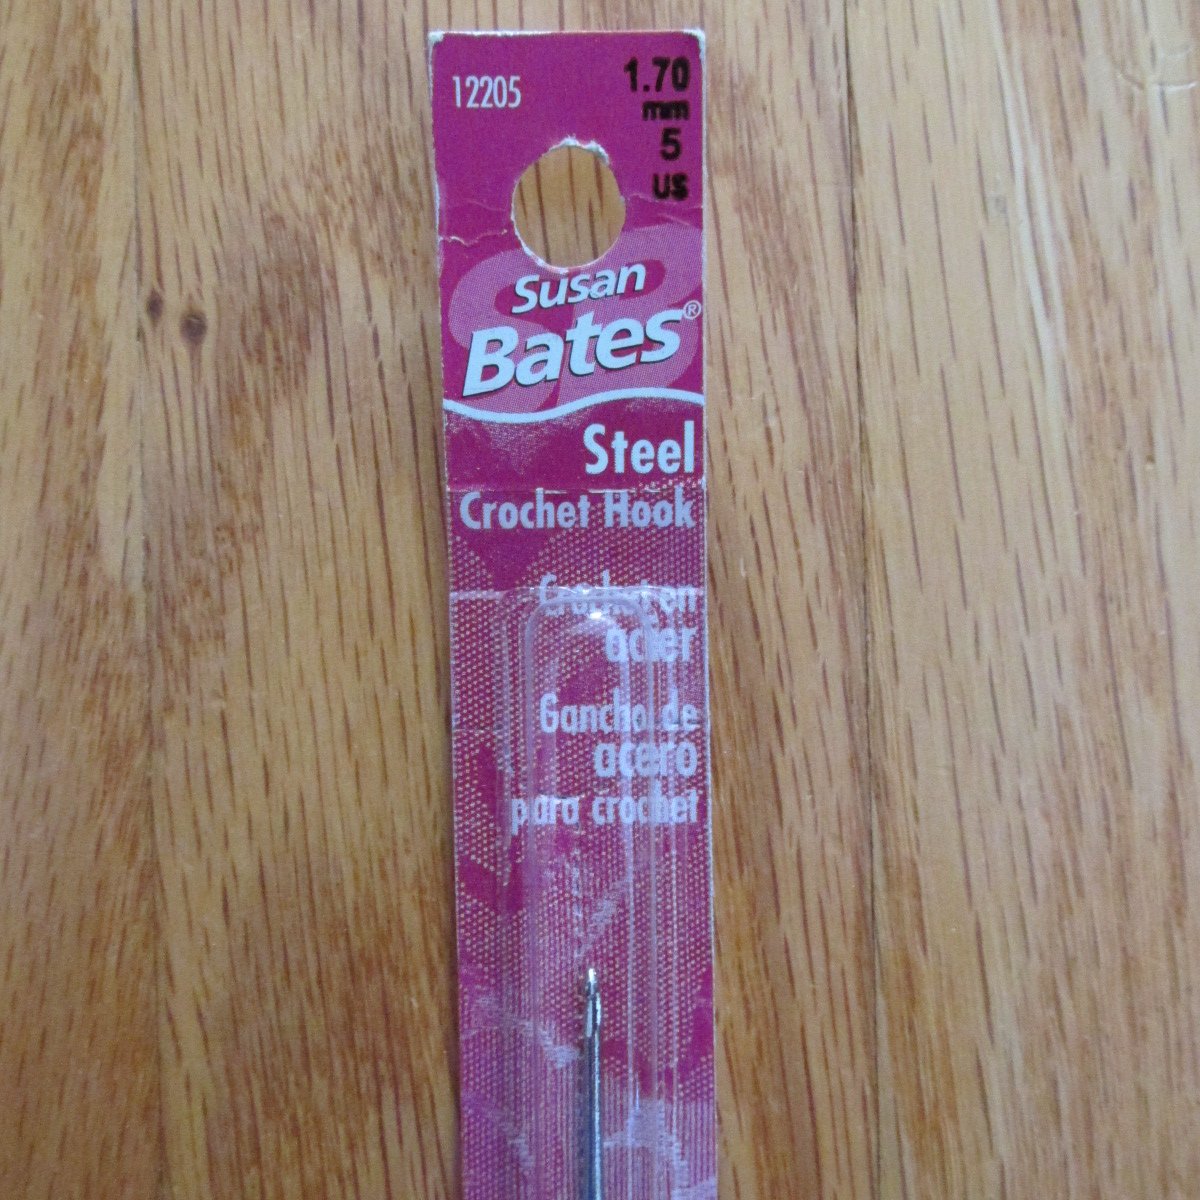 12205
1.70
mm
5
US
Susan
Bates®
Steel
Crochet Hook
Crochet en
acier
Gancho de
acero
para crochet